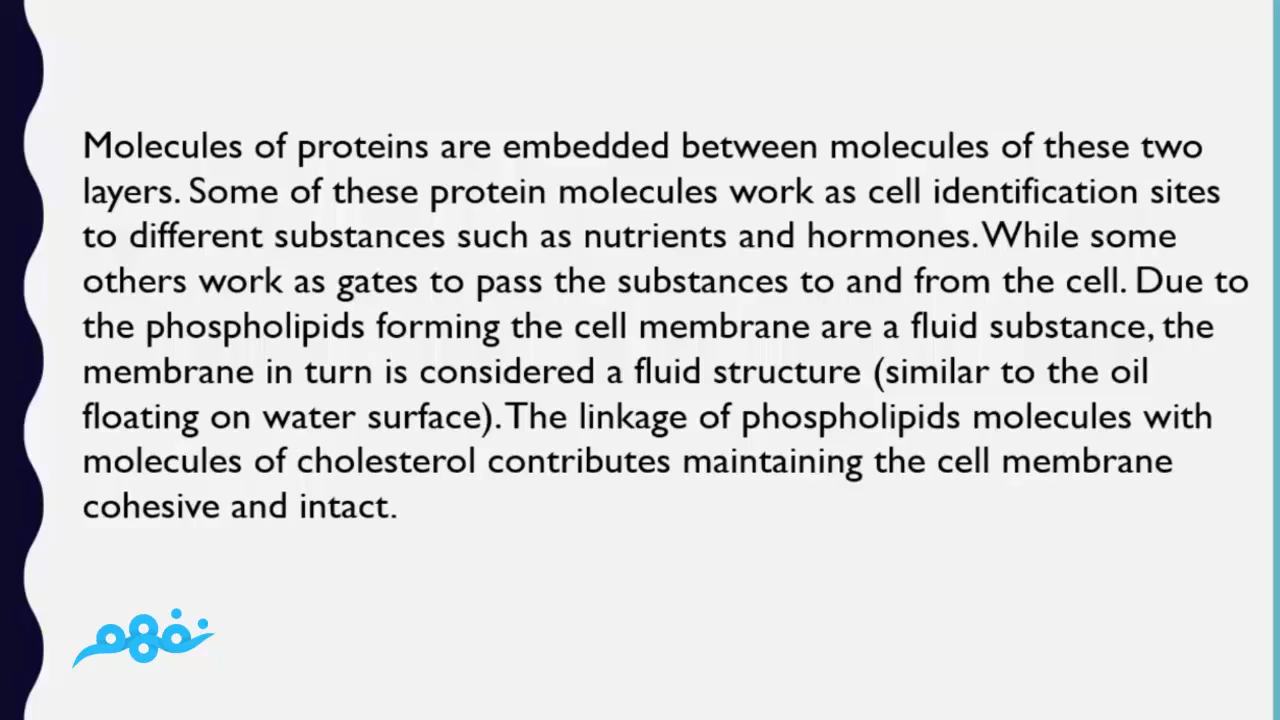 Molecules of proteins are embedded between molecules of these two
layers. Some of these protein molecules work as cell identification sites
to different substances such as nutrients and hormones. While some
others work as gates to pass the substances to and from the cell. Due to
the phospholipids forming the cell membrane are a fluid substance, the
membrane in turn is considered a fluid structure (similar to the oil
floating on water surface). The linkage of phospholipids molecules with
molecules of cholesterol contributes maintaining the cell membrane
cohesive and intact.
نفهم